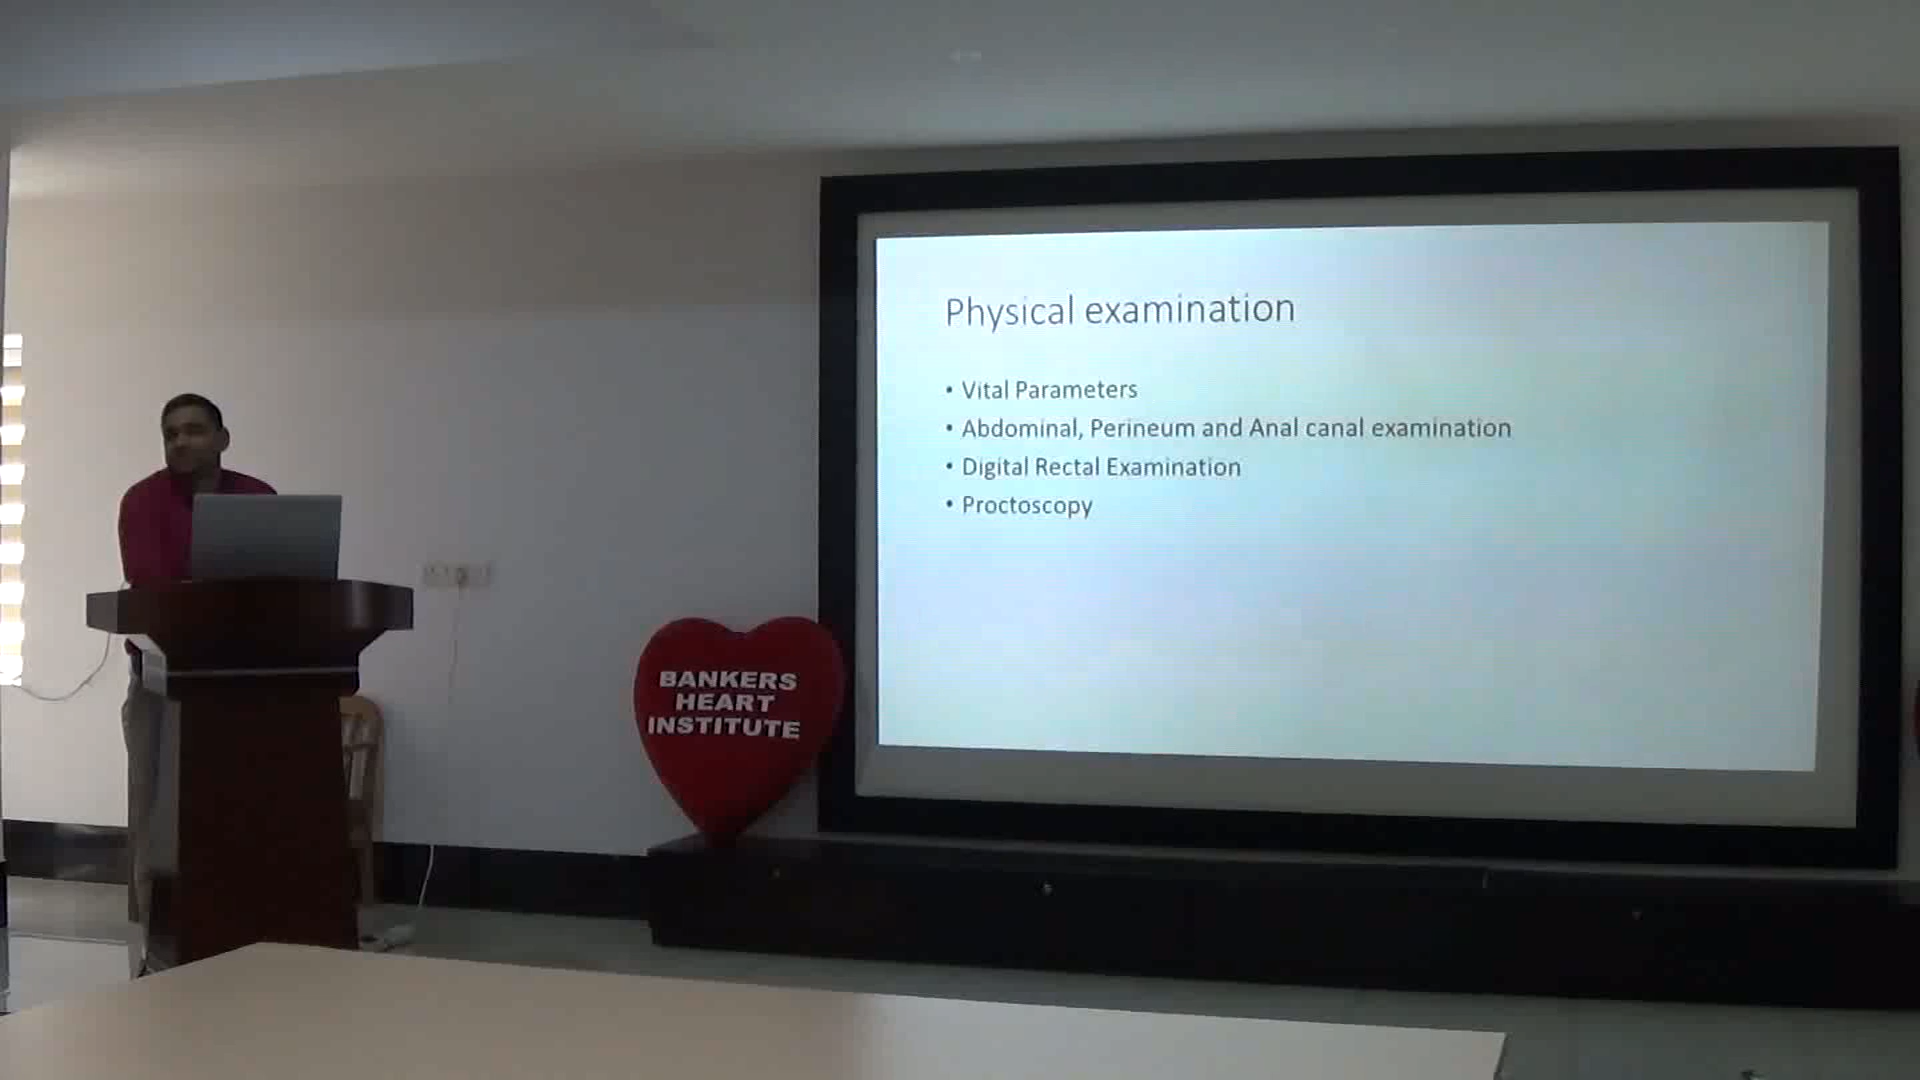 Physical examination
• Vital Parameters
• Abdominal, Perineum and Anal canal examination
• Digital Rectal Examination
• Proctoscopy
BANKERS
HEART
INSTITUTE